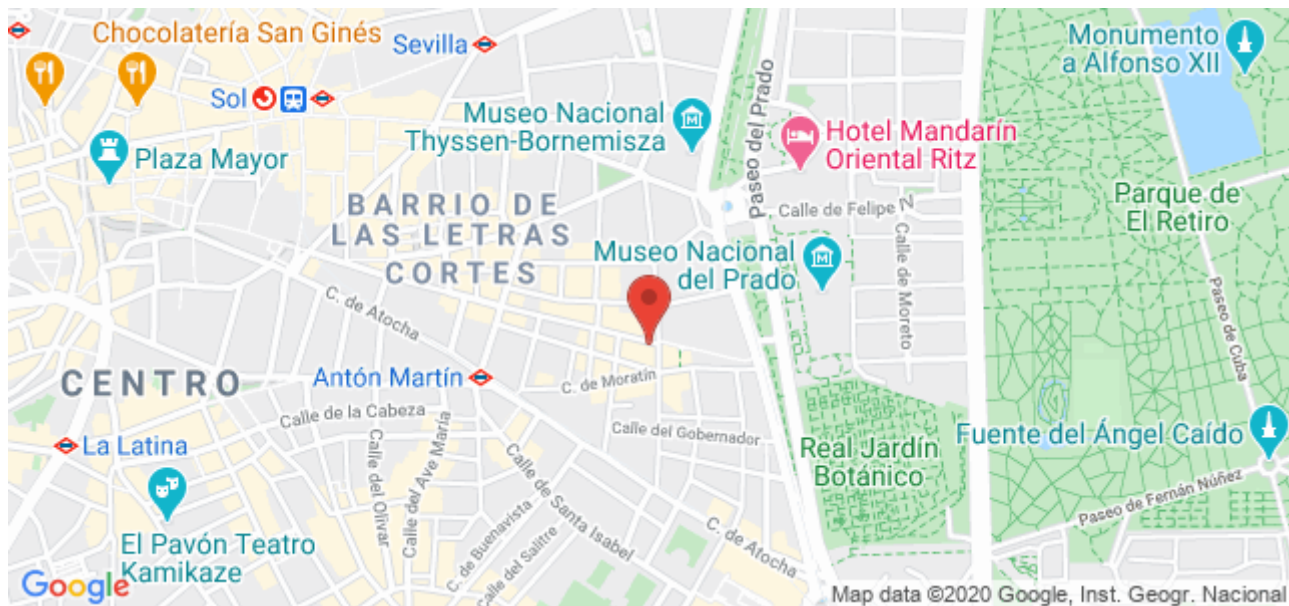 Chocolatería San Ginés
Sevilla
Monumento
a Alfonso XII
Sol
Museo Nacional
Thyssen-Bornemisza
Paseo del Prado
Hotel Mandarín
Oriental Ritz
Plaza Mayor
Parque de
El Retiro
BARRIO DE
LAS LETRAS
CORTES
Calle de Felipe
Calle de Moreto
Museo Nacional
del Prado
C. de Atocha
Paseo de Cuba
CENTRO
Antón Martín
C. de Moratín
Calle de la Cabeza
Calle del Gobernador
La Latina
Calle del Olivar
Calle del Ave María
Real Jardín
Botánico
Fuente del Ángel Caído
Calle de Santa Isabel
Paseo de Fernán Núñez
C. de Buenavista
Calle del Salitre
C. de Atocha
El Pavón Teatro
Kamikaze
Google
Map data ©2020 Google, Inst. Geogr. Nacional